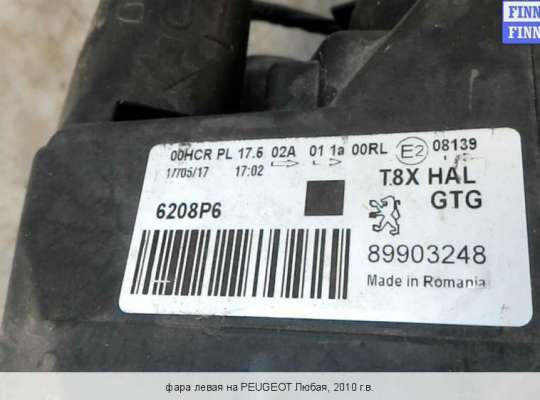 FINN
FINN
00HCR PL 17.5 02A 01 1a 00RL E2 08139
17/05/17 17:02
T8X HAL
6208P6
GTG
89903248
Made in Romania
фара левая на PEUGEOT Любая, 2010 г.в.